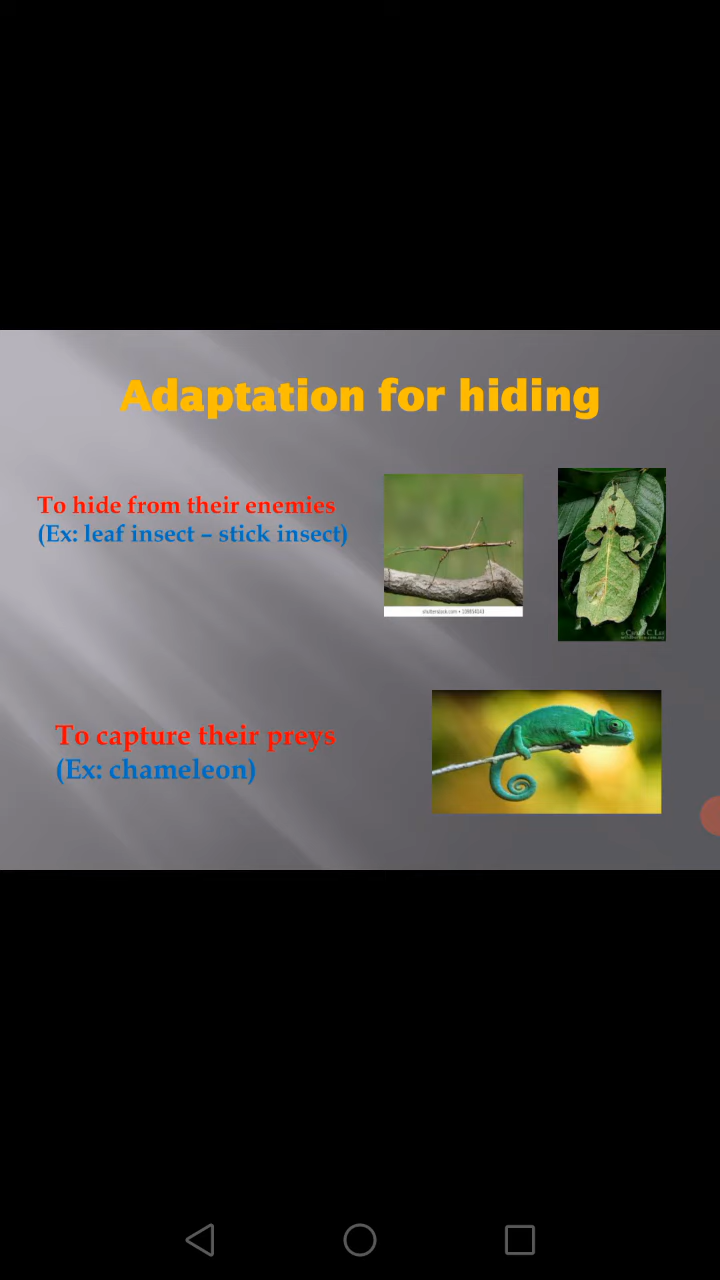 Adaptation for hiding
To hide from their enemies
(Ex: leaf insect – stick insect)
To capture their preys
(Ex: chameleon)